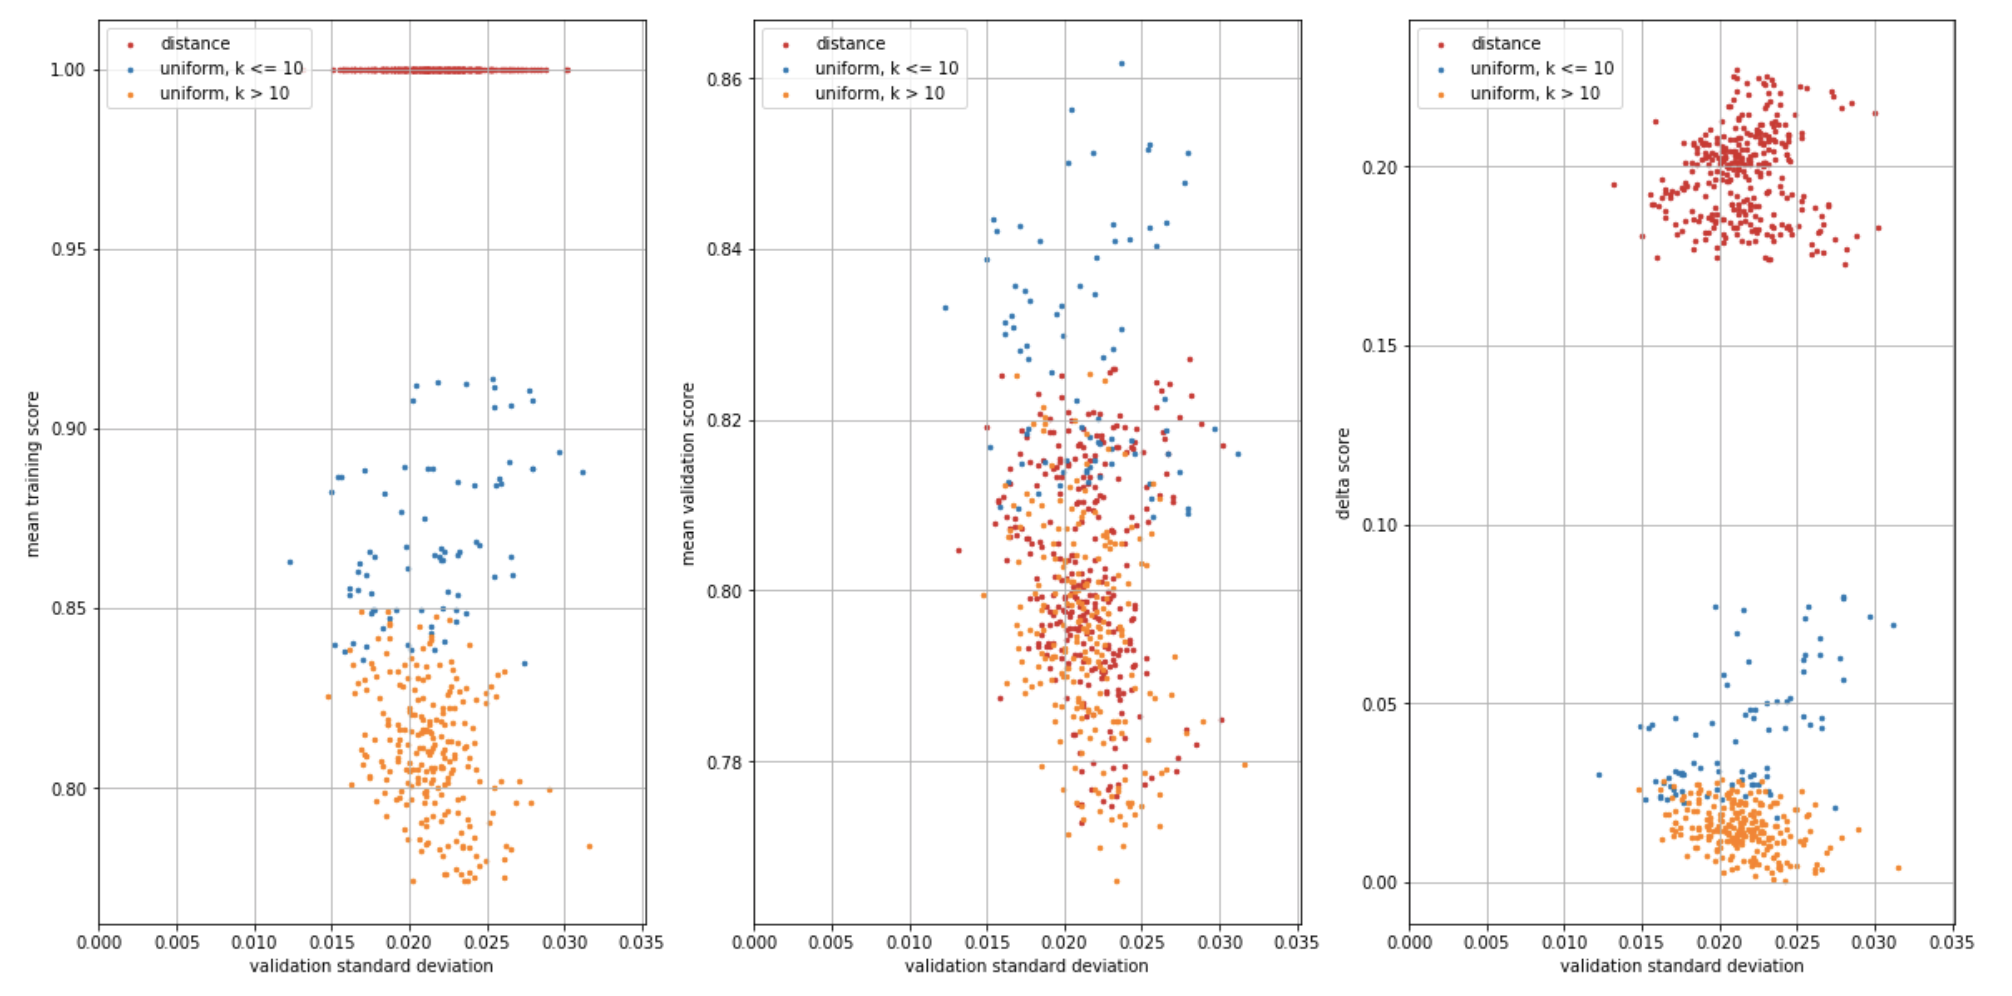 distance
uniform, k <= 10
uniform, k > 10
1.00
0.95
0.90
0.85
0.80
mean training score
0.000 0.005 0.010 0.015 0.020 0.025 0.030 0.035
validation standard deviation
distance
uniform, k <= 10
uniform, k > 10
0.86
0.84
0.82
0.80
0.78
mean validation score
0.000 0.005 0.010 0.015 0.020 0.025 0.030 0.035
validation standard deviation
distance
uniform, k <= 10
uniform, k > 10
0.20
0.15
0.10
0.05
0.00
delta score
0.000 0.005 0.010 0.015 0.020 0.025 0.030 0.035
validation standard deviation